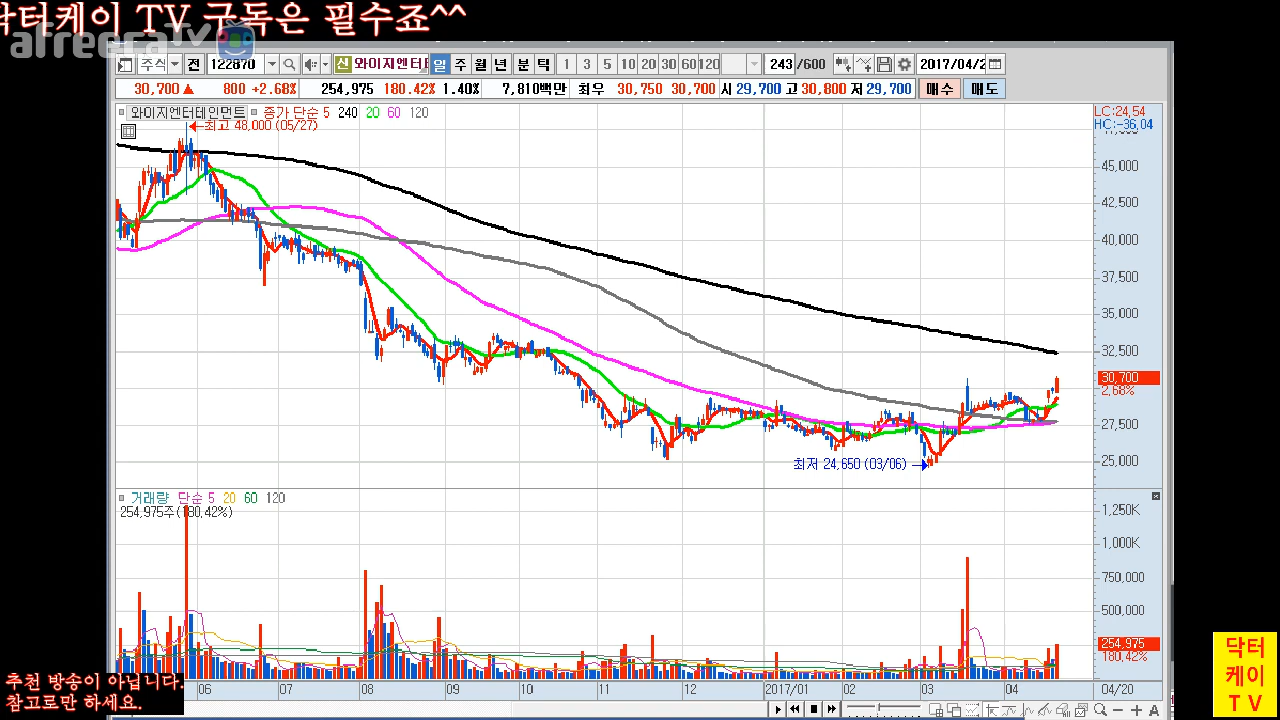 닥터케이 TV 구독은 필수죠^^
afreecaTV
주식 전 122870 신 와이지엔터트 일 주 월 년 분 틱 1 3 5 10 20 30 60 120 243 /600 2017/04/2
30,700 ▲ 800 +2.68% 254,975 180.42% 1.40% 7,810백만 최우 30,750 30,700 시 29,700 고 30,800 저 29,700 매수 매도
와이지엔터테인먼트 종가 단순 5 240 20 60 120
LC:24,54
HC:-36,04
최고 48,000 (05/27)
45,000
42,500
40,000
37,500
35,000
32,500
30,700
2,68%
27,500
최저 24,650 (03/06)
25,000
거래량 단순 5 20 60 120
254,975주(180,42%)
1,250K
1,000K
750,000
500,000
254,975
180,42%
06 07 08 09 10 11 12 2017/01 02 03 04 04/20
추천 방송이 아닙니다.
참고로만 하세요.
닥터
케이
T V